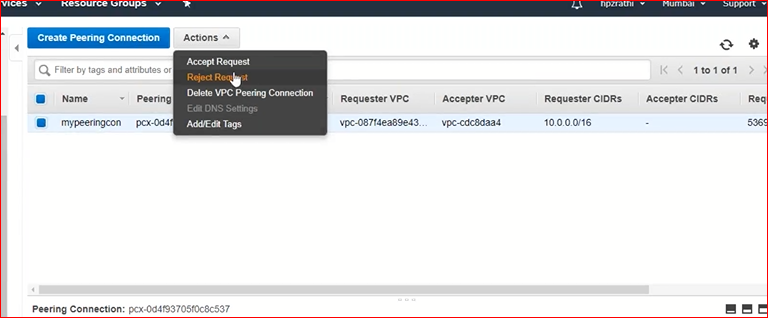 vices Resource Groups hpzrathi Mumbai Support
Create Peering Connection Actions
Accept Request
Reject Request
Delete VPC Peering Connection
Edit DNS Settings
Add/Edit Tags
Filter by tags and attributes or 1 to 1 of 1
Name Peering Requester VPC Accepter VPC Requester CIDRs Accepter CIDRs Req
mypeeringcon pcx-0d4f vpc-087f4ea89e43... vpc-cdc8daa4 10.0.0.0/16 - 5369
Peering Connection: pcx-0d4f93705f0c8c537